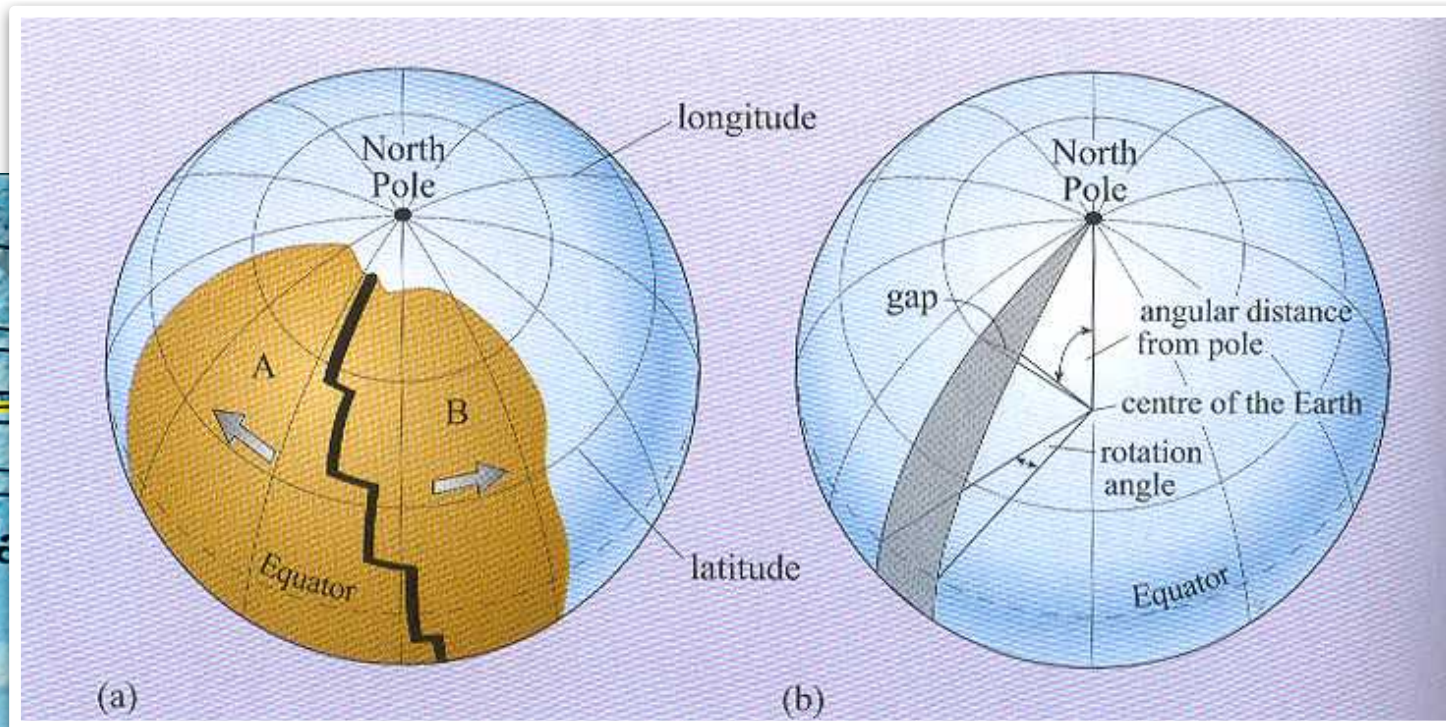 North
Pole
longitude
A
B
Equator
latitude
(a)
North
Pole
gap
angular distance
from pole
centre of the Earth
rotation
angle
Equator
(b)